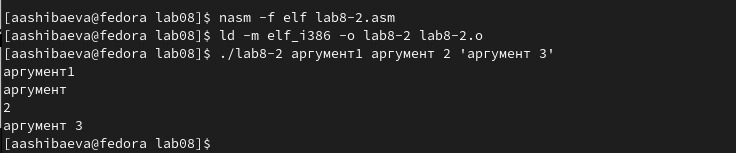 [aashibaeva@fedora lab08]$ nasm -f elf lab8-2.asm
[aashibaeva@fedora lab08]$ ld -m elf_i386 -o lab8-2 lab8-2.o
[aashibaeva@fedora lab08]$ ./lab8-2 аргумент1 аргумент 2 'аргумент 3'
аргумент1
аргумент
2
аргумент 3
[aashibaeva@fedora lab08]$